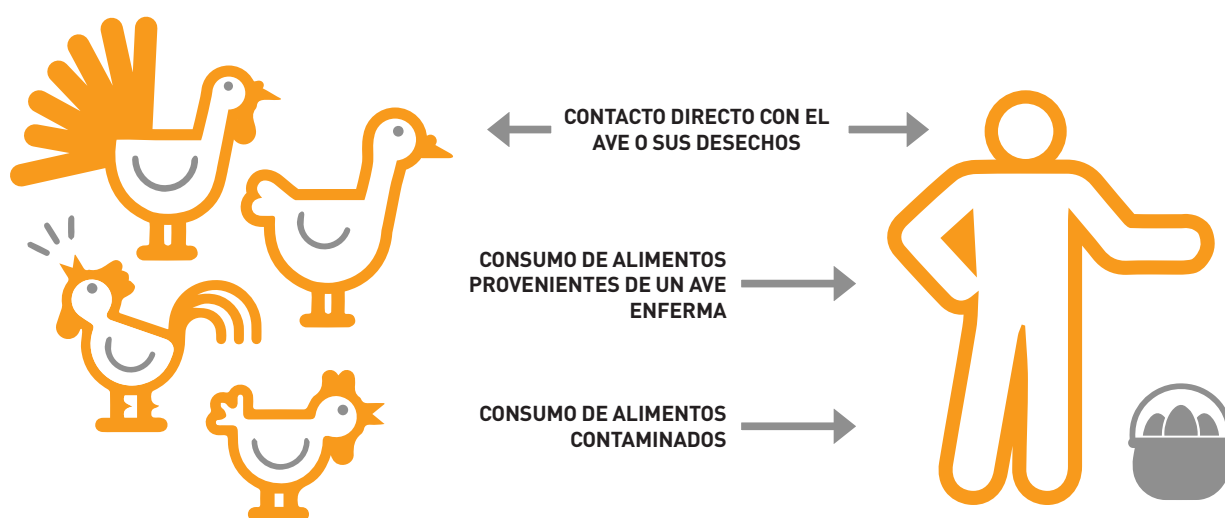 CONTACTO DIRECTO CON EL
AVE O SUS DESECHOS
CONSUMO DE ALIMENTOS
PROVENIENTES DE UN AVE
ENFERMA
CONSUMO DE ALIMENTOS
CONTAMINADOS